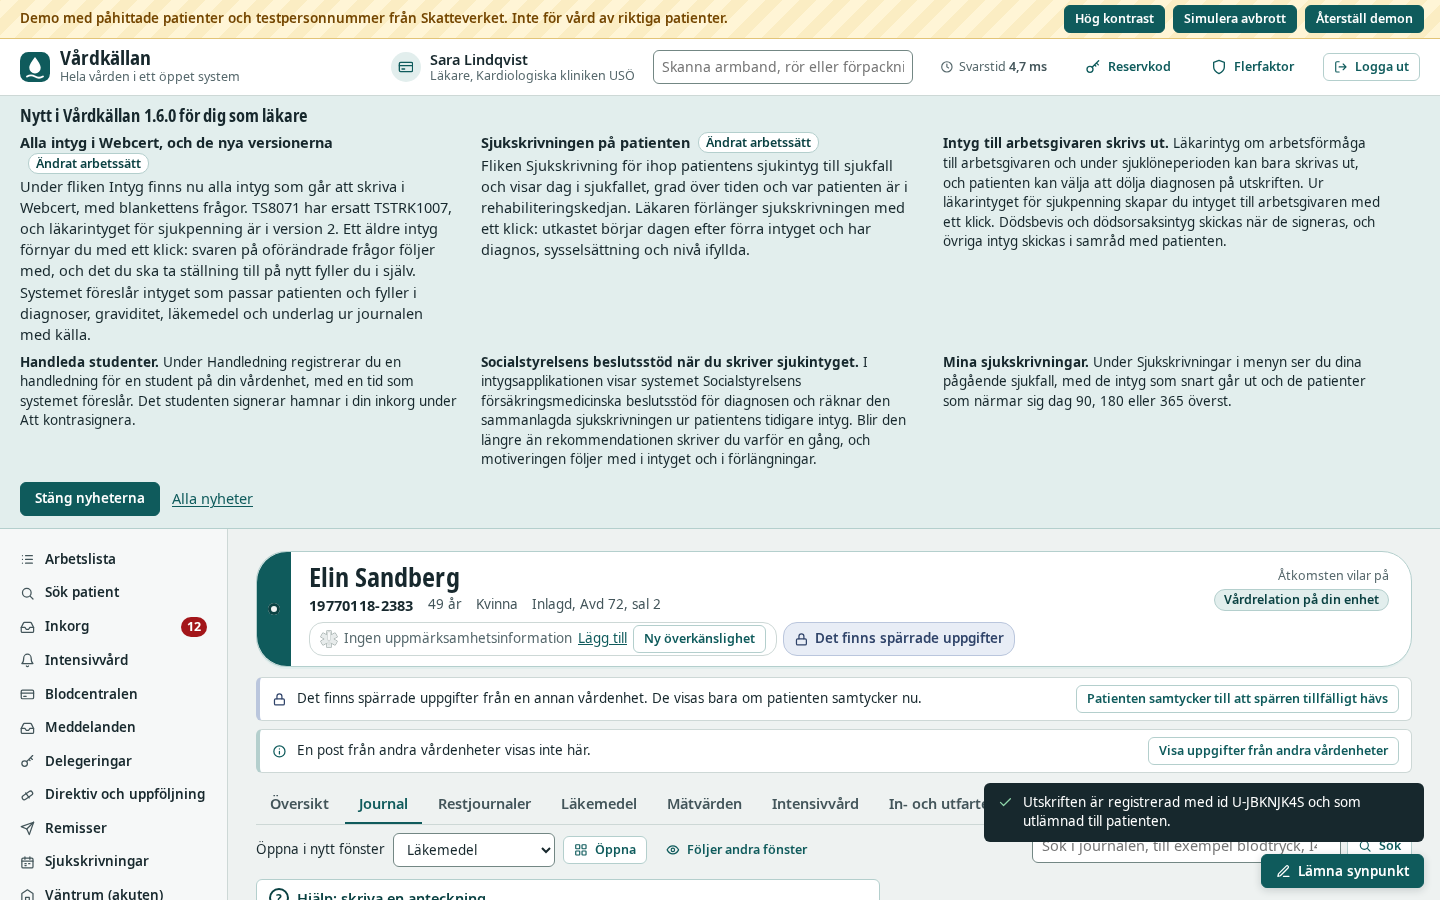 Demo med påhittade patienter och testpersonnummer från Skatteverket. Inte för vård av riktiga patienter.
Hög kontrast
Simulera avbrott
Återställ demon
Vårdkällan
Hela vården i ett öppet system
Sara Lindqvist
Läkare, Kardiologiska kliniken USÖ
Skanna armband, rör eller förpackni
Svarstid 4,7 ms
Reservkod
Flerfaktor
Logga ut
Nytt i Vårdkällan 1.6.0 för dig som läkare
Alla intyg i Webcert, och de nya versionerna
Ändrat arbetssätt
Under fliken Intyg finns nu alla intyg som går att skriva i
Webcert, med blankettens frågor. TS8071 har ersatt TSTRK1007,
och läkarintyget för sjukpenning är i version 2. Ett äldre intyg
förnyar du med ett klick: svaren på oförändrade frågor följer
med, och det du ska ta ställning till på nytt fyller du i själv.
Systemet föreslår intyget som passar patienten och fyller i
diagnoser, graviditet, läkemedel och underlag ur journalen
med källa.
Sjukskrivningen på patienten Ändrat arbetssätt
Fliken Sjukskrivning för ihop patientens sjukintyg till sjukfall
och visar dag i sjukfallet, grad över tiden och var patienten är i
rehabiliteringskedjan. Läkaren förlänger sjukskrivningen med
ett klick: utkastet börjar dagen efter förra intyget och har
diagnos, sysselsättning och nivå ifyllda.
Intyg till arbetsgivaren skrivs ut. Läkarintyg om arbetsförmåga
till arbetsgivaren och under sjuklöneperioden kan bara skrivas ut,
och patienten kan välja att dölja diagnosen på utskriften. Ur
läkarintyget för sjukpenning skapar du intyget till arbetsgivaren med
ett klick. Dödsbevis och dödsorsaksintyg skickas när de signeras, och
övriga intyg skickas i samråd med patienten.
Handleda studenter. Under Handledning registrerar du en
handledning för en student på din vårdenhet, med en tid som
systemet föreslår. Det studenten signerar hamnar i din inkorg under
Att kontrasignera.
Socialstyrelsens beslutsstöd när du skriver sjukintyget. I
intygsapplikationen visar systemet Socialstyrelsens
försäkringsmedicinska beslutsstöd för diagnosen och räknar den
sammanlagda sjukskrivningen ur patientens tidigare intyg. Blir den
längre än rekommendationen skriver du varför en gång, och
motiveringen följer med i intyget och i förlängningar.
Mina sjukskrivningar. Under Sjukskrivningar i menyn ser du dina
pågående sjukfall, med de intyg som snart går ut och de patienter
som närmar sig dag 90, 180 eller 365 överst.
Stäng nyheterna
Alla nyheter
Arbetslista
Sök patient
Inkorg 12
Intensivvård
Blodcentralen
Meddelanden
Delegeringar
Direktiv och uppföljning
Remisser
Sjukskrivningar
Väntrum (akuten)
Elin Sandberg
19770118-2383 49 år Kvinna Inlagd, Avd 72, sal 2
Ingen uppmärksamhetsinformation Lägg till Ny överkänslighet
Det finns spärrade uppgifter
Åtkomsten vilar på
Vårdrelation på din enhet
Det finns spärrade uppgifter från en annan vårdenhet. De visas bara om patienten samtycker nu.
Patienten samtycker till att spärren tillfälligt hävs
En post från andra vårdenheter visas inte här.
Visa uppgifter från andra vårdenheter
Översikt Journal Restjournaler Läkemedel Mätvärden Intensivvård In- och utfarte
Utskriften är registrerad med id U-JBKNJK4S och som
utlämnad till patienten.
Öppna i nytt fönster Läkemedel Öppna Följer andra fönster
Sök i journalen, till exempel blodtryck, I4
Sök
Lämna synpunkt
Hjälp: skriva en anteckning